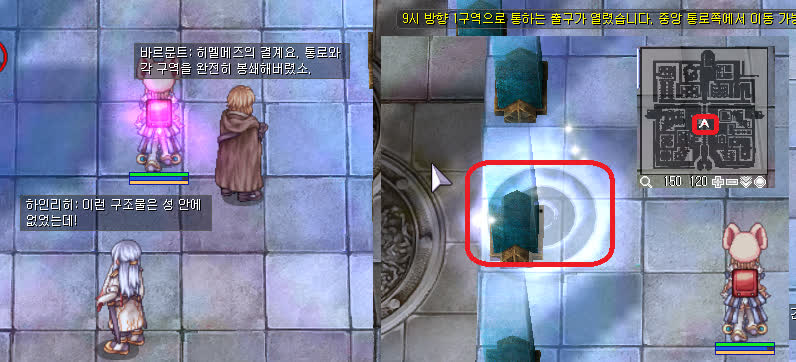 바르문트: 히멜메즈의 결계요, 통로와
각 구역을 완전히 봉쇄해버렸소.
하인리히: 이런 구조물은 성 안에
없었는데!
9시 방향 1구역으로 통하는 출구가 열렸습니다. 중앙 통로쪽에서 이동 가능
150 120